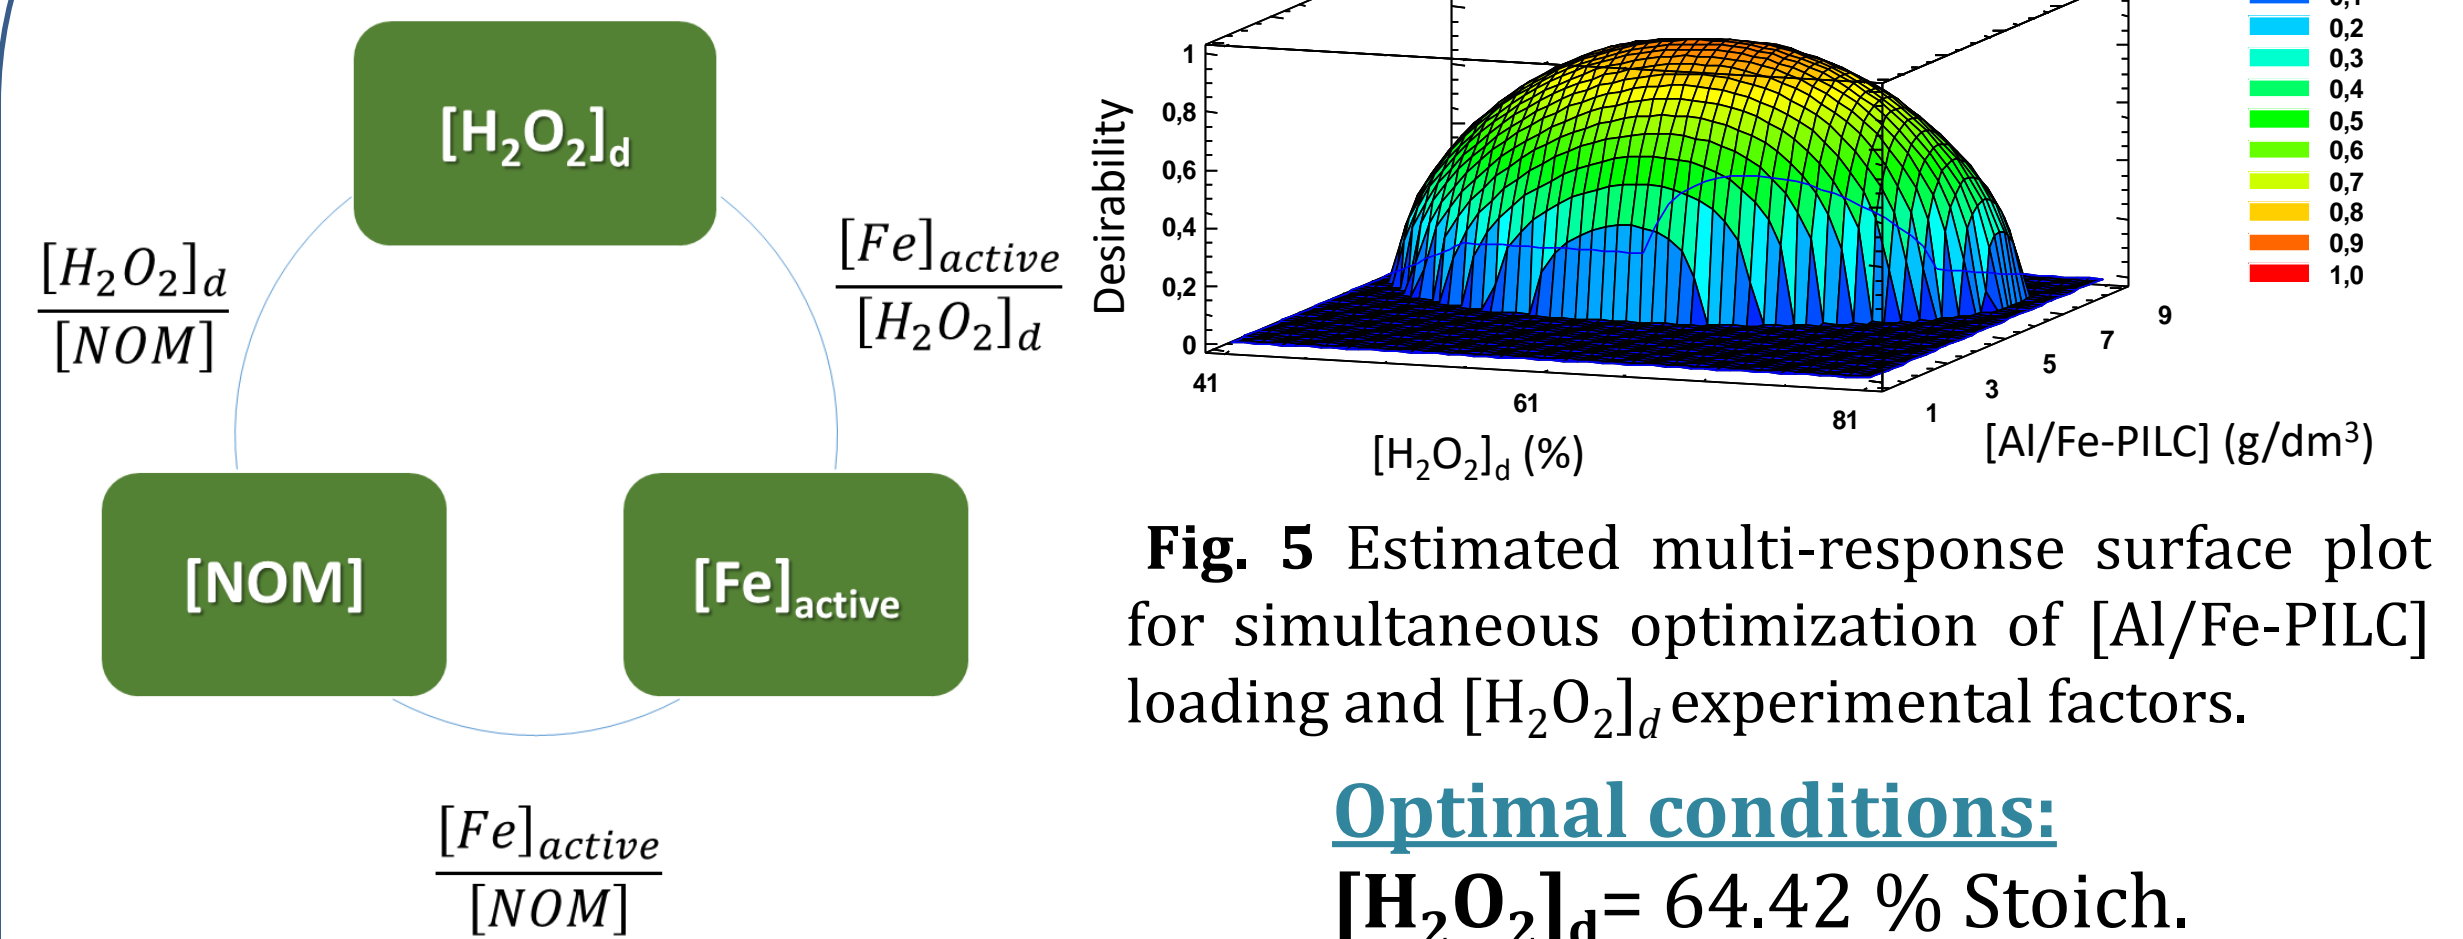 [H₂O₂]d
[H₂O₂]d
[NOM]
[Fe]active
[H₂O₂]d
[NOM]
[Fe]active
[Fe]active
[NOM]
Desirability
1
0,8
0,6
0,4
0,2
0
41
61
81
[H₂O₂]d (%)
1
3
5
7
9
[Al/Fe-PILC] (g/dm³)
0,2
0,3
0,4
0,5
0,6
0,7
0,8
0,9
1,0
Fig. 5 Estimated multi-response surface plot
for simultaneous optimization of [Al/Fe-PILC]
loading and [H₂O₂]d experimental factors.
Optimal conditions:
[H₂O₂]d= 64.42 % Stoich.